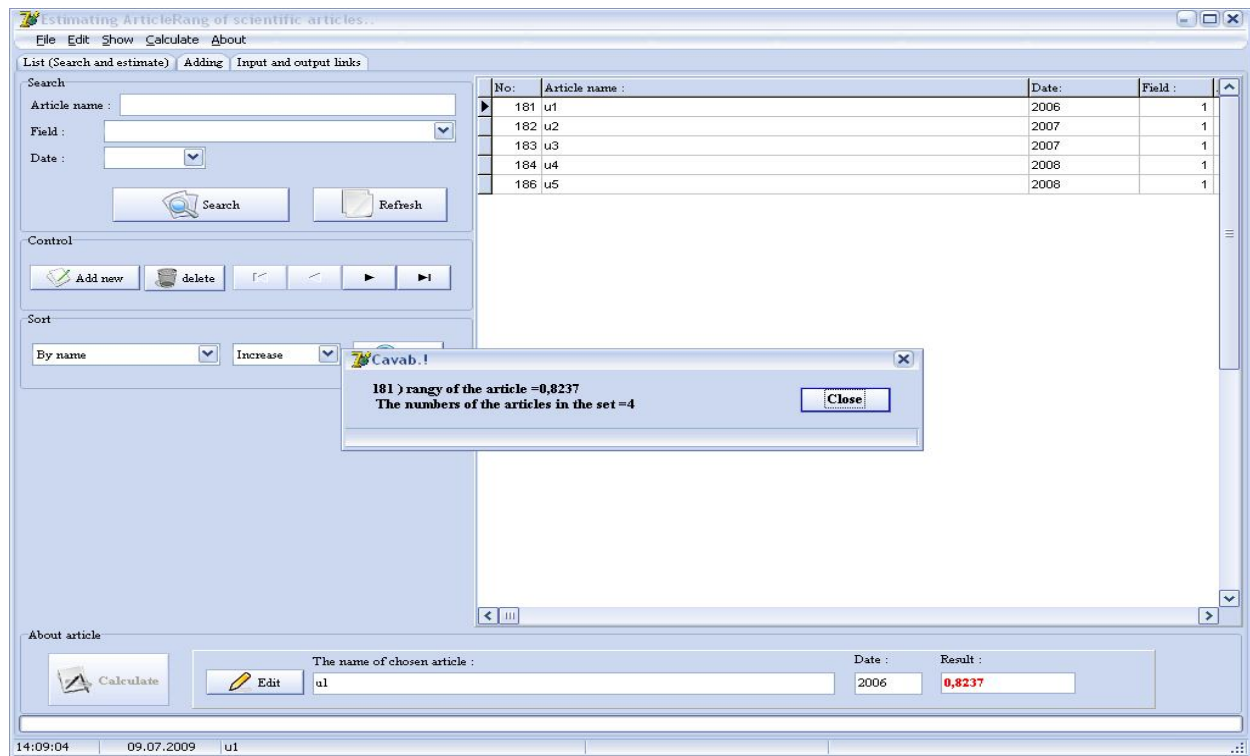 Estimating ArticleRang of scientific articles..
File Edit Show Calculate About
List (Search and estimate) Adding Input and output links
Search
Article name :
Field :
Date :
Search Refresh
Control
Add new delete
Sort
By name Increase
No: Article name : Date: Field :
181 u1 2006 1
182 u2 2007 1
183 u3 2007 1
184 u4 2008 1
186 u5 2008 1
Cavab.!
181 ) rangy of the article =0,8237
The numbers of the articles in the set =4
Close
About article
Calculate
Edit
The name of chosen article :
u1
Date :
2006
Result :
0,8237
14:09:04 09.07.2009 u1